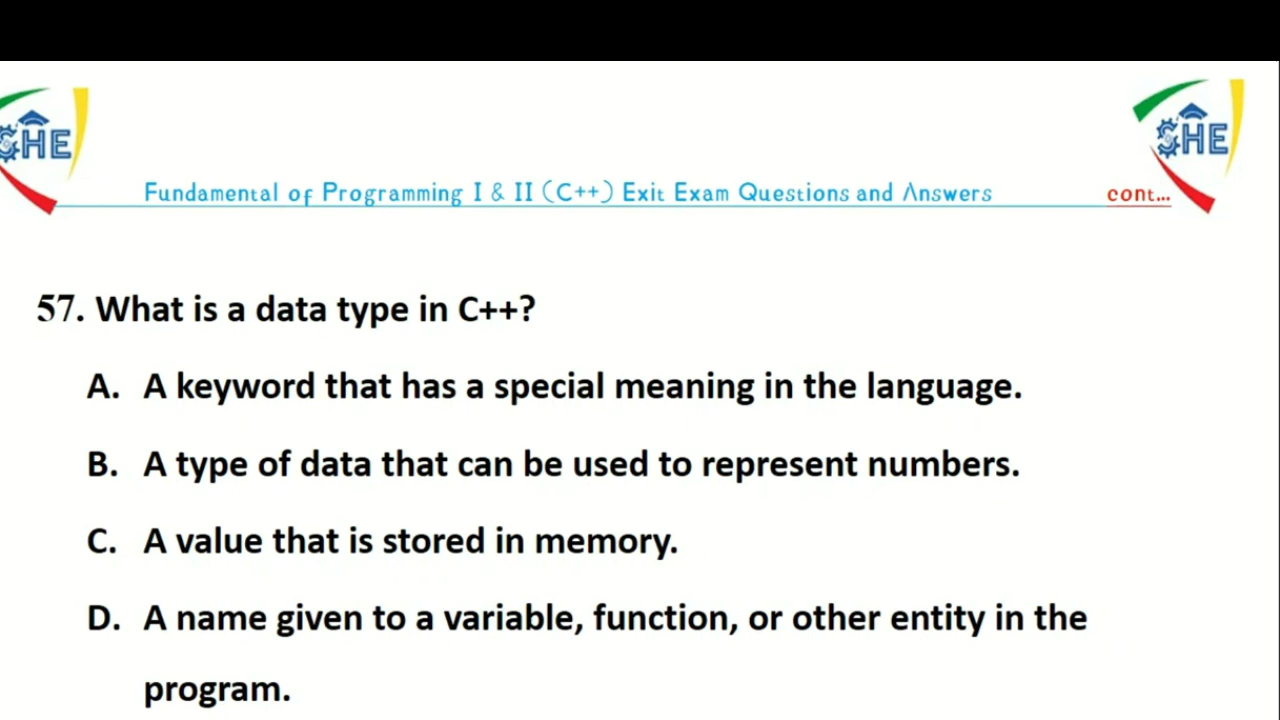 SHE
SHE
Fundamental of Programming I & II (C++) Exit Exam Questions and Answers cont...
57. What is a data type in C++?
A. A keyword that has a special meaning in the language.
B. A type of data that can be used to represent numbers.
C. A value that is stored in memory.
D. A name given to a variable, function, or other entity in the
program.